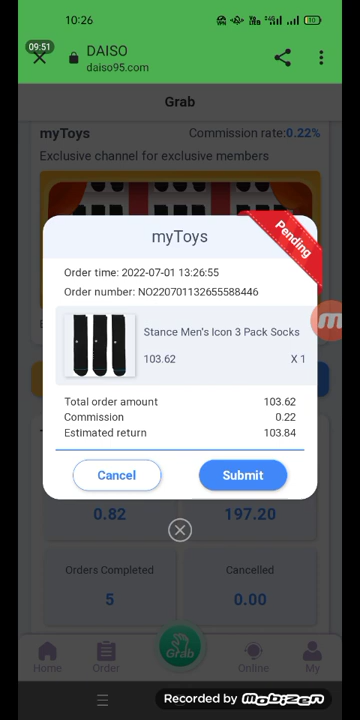 10:26
10
09:51
DAISO
daiso95.com
Grab
myToys
Commission rate:0.22%
Exclusive channel for exclusive members
Pending
myToys
Order time: 2022-07-01 13:26:55
Order number: NO220701132655588446
Stance Men's Icon 3 Pack Socks
103.62 X 1
Total order amount 103.62
Commission 0.22
Estimated return 103.84
Cancel Submit
0.82 197.20
Orders Completed Cancelled
5 0.00
Home Order Grab Online My
Recorded by mobizen